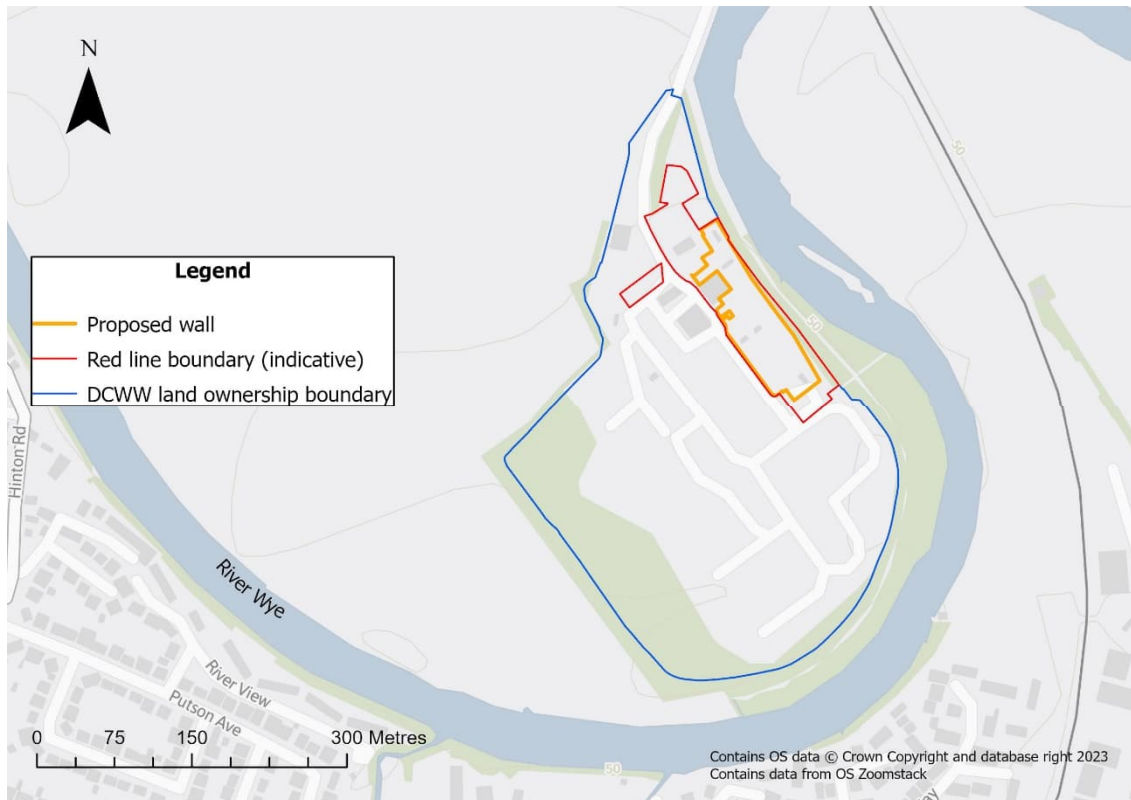 N
50
Legend
Proposed wall
Red line boundary (indicative)
DCWW land ownership boundary
50
Hinton Rd
River Wye
River View
Putson Ave
0 75 150 300 Metres
50
Contains OS data © Crown Copyright and database right 2023
Contains data from OS Zoomstack